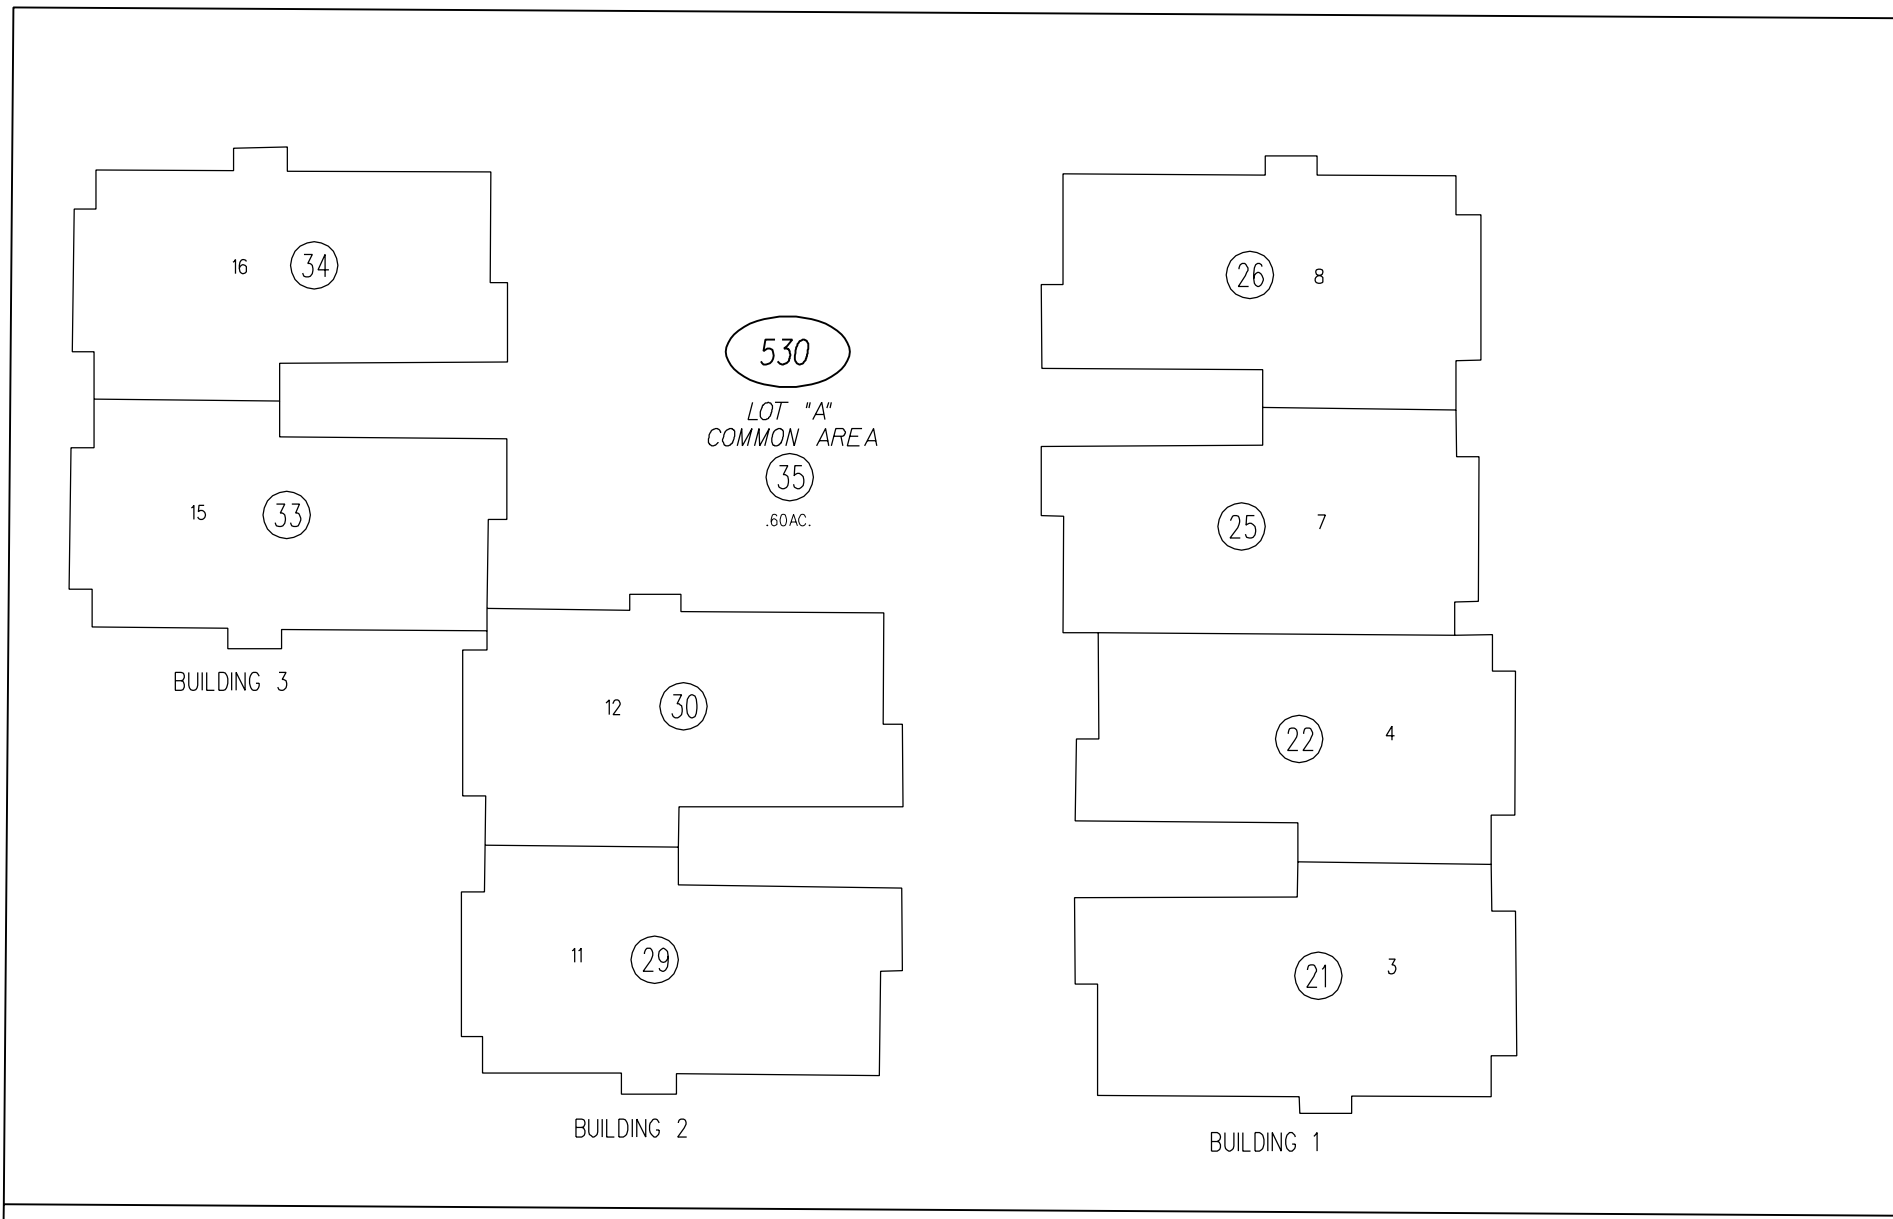 16 34
26 8
530
LOT "A"
COMMON AREA
35
.60AC.
15 33
25 7
BUILDING 3
12 30
22 4
11 29
21 3
BUILDING 2
BUILDING 1